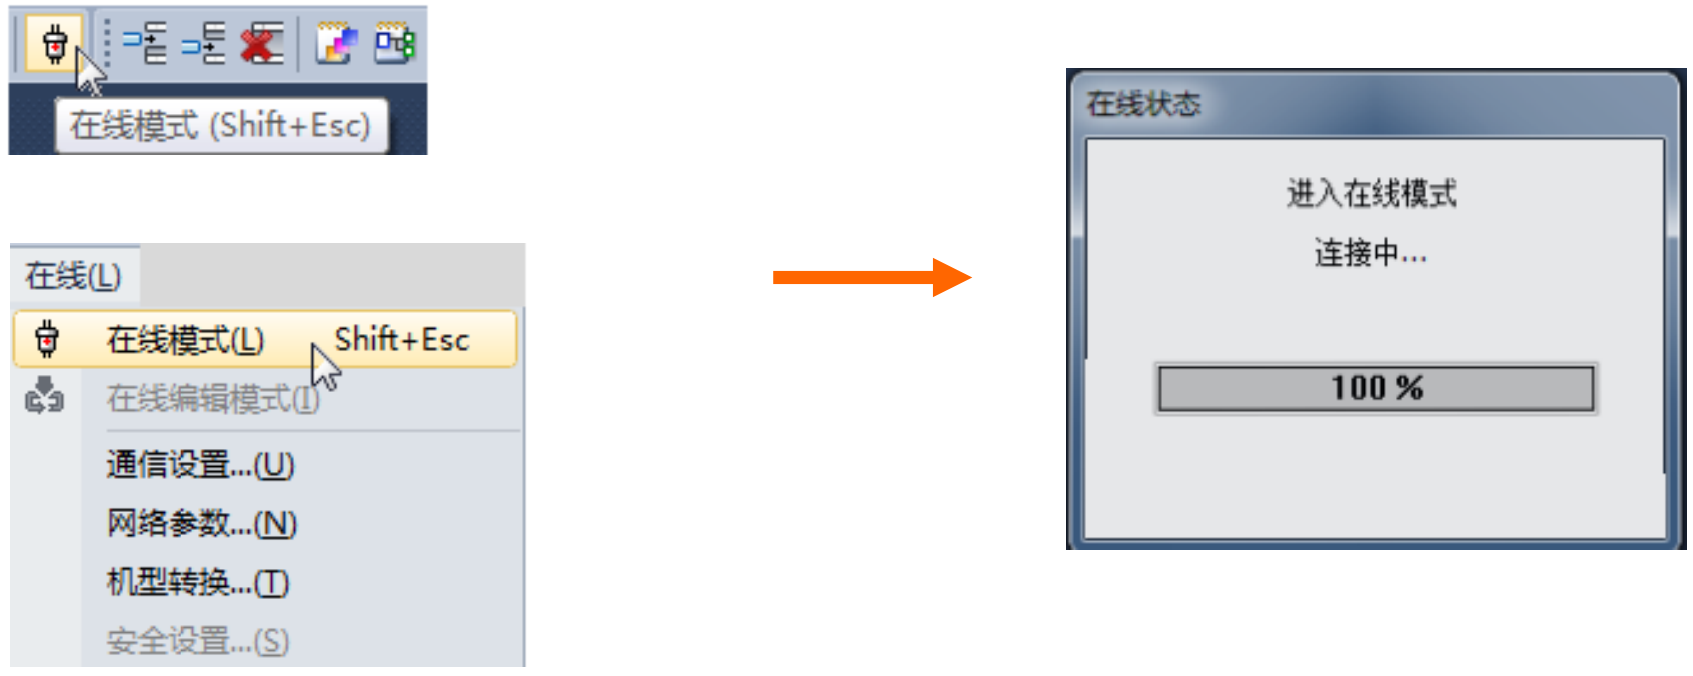 在线模式 (Shift+Esc)
在线(L)
在线模式(L) Shift+Esc
在线编辑模式(I)
通信设置...(U)
网络参数...(N)
机型转换...(T)
安全设置...(S)
在线状态
进入在线模式
连接中...
100 %